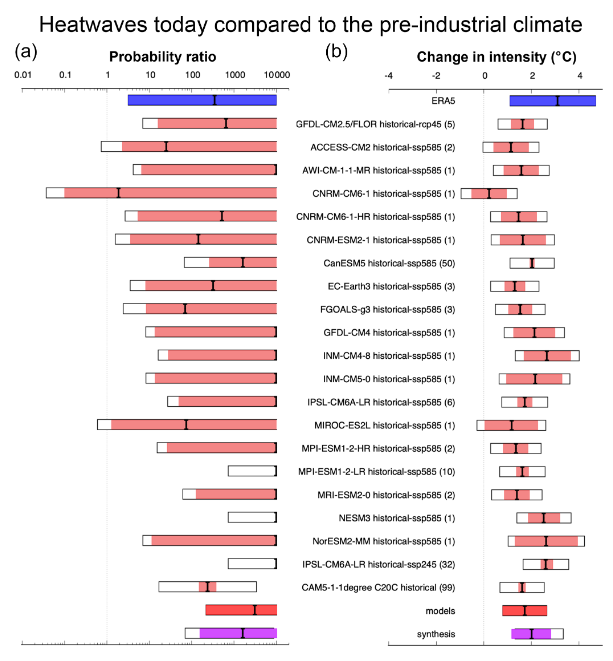 Heatwaves today compared to the pre-industrial climate
(a) Probability ratio (b) Change in intensity (°C)
0.01 0.1 1 10 100 1000 10000 -4 -2 0 2 4
ERA5
GFDL-CM2.5/FLOR historical-rcp45 (5)
ACCESS-CM2 historical-ssp585 (2)
AWI-CM-1-1-MR historical-ssp585 (1)
CNRM-CM6-1 historical-ssp585 (1)
CNRM-CM6-1-HR historical-ssp585 (1)
CNRM-ESM2-1 historical-ssp585 (1)
CanESM5 historical-ssp585 (50)
EC-Earth3 historical-ssp585 (3)
FGOALS-g3 historical-ssp585 (3)
GFDL-CM4 historical-ssp585 (1)
INM-CM4-8 historical-ssp585 (1)
INM-CM5-0 historical-ssp585 (1)
IPSL-CM6A-LR historical-ssp585 (6)
MIROC-ES2L historical-ssp585 (1)
MPI-ESM1-2-HR historical-ssp585 (2)
MPI-ESM1-2-LR historical-ssp585 (10)
MRI-ESM2-0 historical-ssp585 (2)
NESM3 historical-ssp585 (1)
NorESM2-MM historical-ssp585 (1)
IPSL-CM6A-LR historical-ssp245 (32)
CAM5-1-1degree C20C historical (99)
models
synthesis